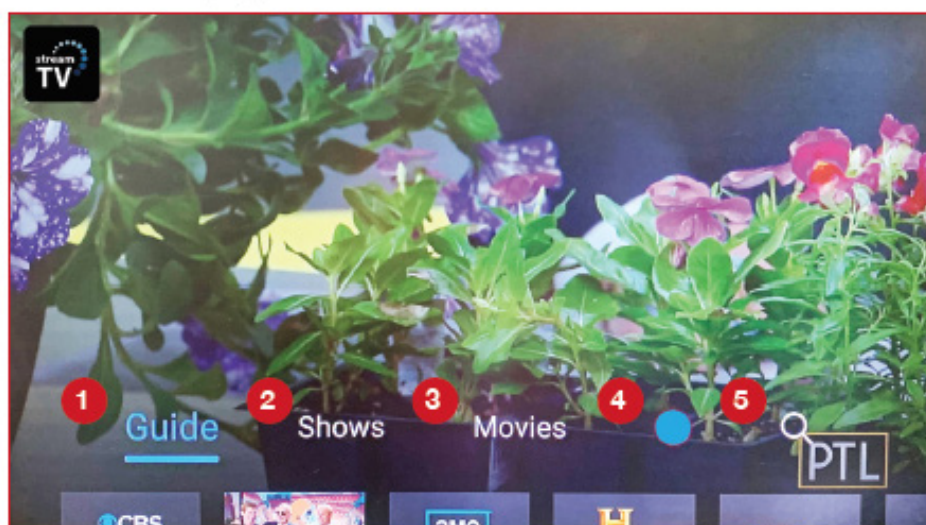 stream
TV
1
Guide
2
Shows
3
Movies
4
5
PTL
CBS
H